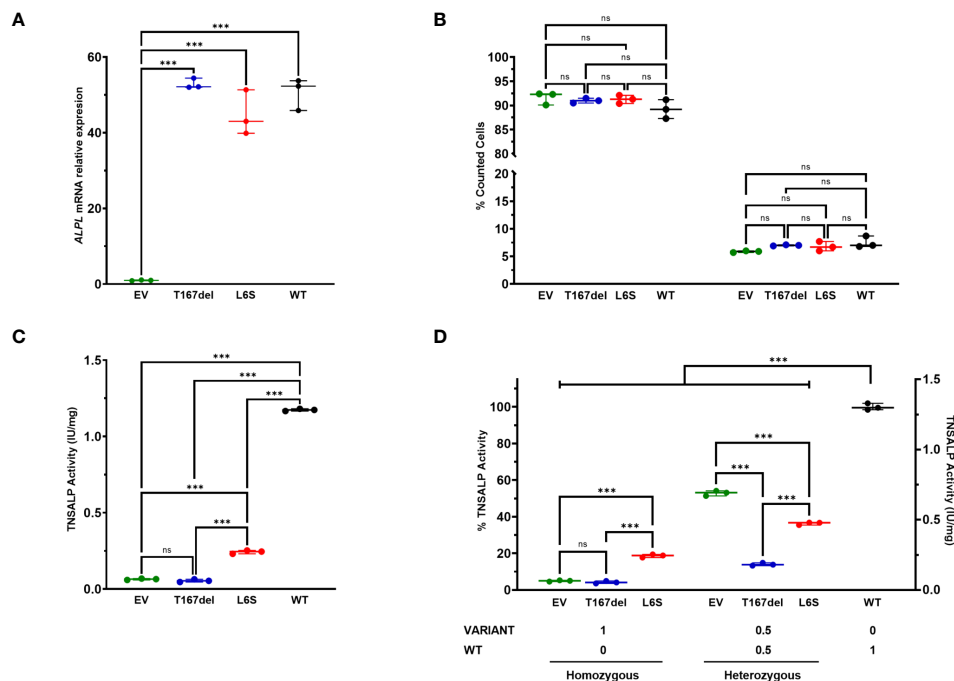 A
***
***
***
60
40
20
0
ALPL mRNA relative expresion
EV T167del L6S WT
B
ns
ns
ns
ns ns ns
100
95
90
85
80
20
15
10
5
0
% Counted Cells
ns
ns
ns
ns ns ns
EV T167del L6S WT EV T167del L6S WT
C
***
***
***
***
***
ns
1.5
1.0
0.5
0.0
TNSALP Activity (IU/mg)
EV T167del L6S WT
D
***
***
***
***
***
***
ns
100
80
60
40
20
0
% TNSALP Activity
1.5
1.0
0.5
0.0
TNSALP Activity (IU/mg)
EV T167del L6S EV T167del L6S WT
VARIANT 1 0.5 0
WT 0 0.5 1
Homozygous Heterozygous